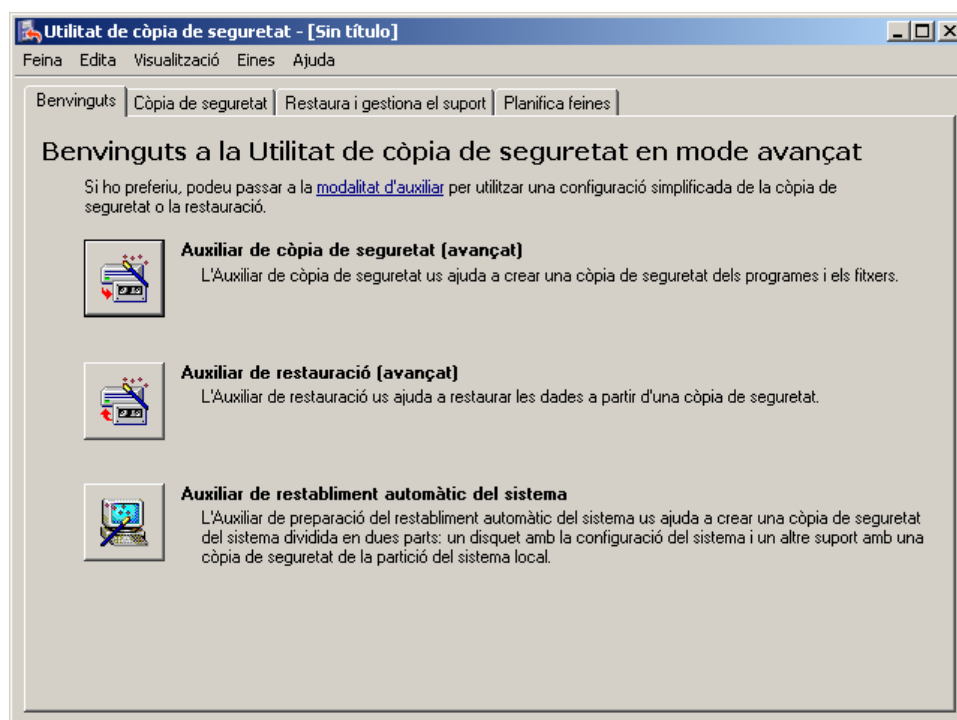 Utilitat de còpia de seguretat - [Sin título]
Feina Edita Visualització Eines Ajuda
Benvinguts Còpia de seguretat Restaura i gestiona el suport Planifica feines
Benvinguts a la Utilitat de còpia de seguretat en mode avançat
Si ho preferiu, podeu passar a la modalitat d'auxiliar per utilitzar una configuració simplificada de la còpia de
seguretat o la restauració.
Auxiliar de còpia de seguretat (avançat)
L'Auxiliar de còpia de seguretat us ajuda a crear una còpia de seguretat dels programes i els fitxers.
Auxiliar de restauració (avançat)
L'Auxiliar de restauració us ajuda a restaurar les dades a partir d'una còpia de seguretat.
Auxiliar de restabliment automàtic del sistema
L'Auxiliar de preparació del restabliment automàtic del sistema us ajuda a crear una còpia de seguretat
del sistema dividida en dues parts: un disquet amb la configuració del sistema i un altre suport amb una
còpia de seguretat de la partició del sistema local.